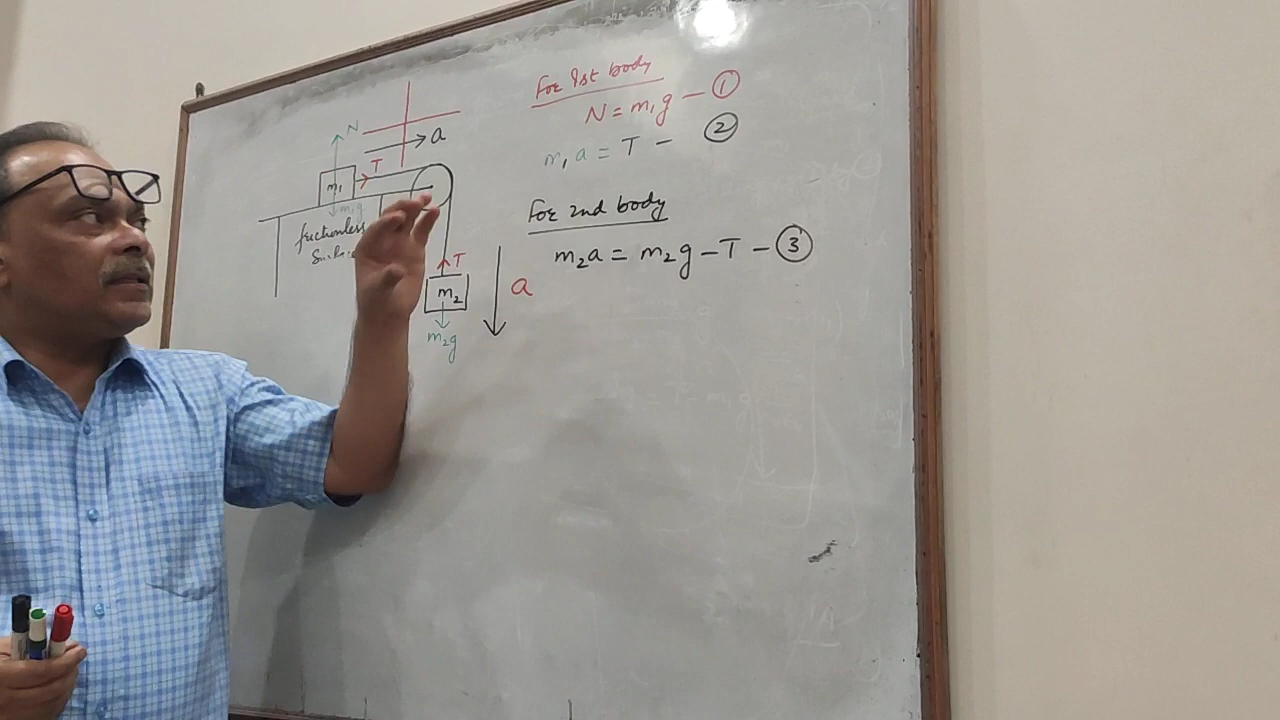 N
a
T
m₁
m₁g
frictionless
T
m₂
a
m₂g
For 1st body
N = m₁g — ①
m₁a = T — ②
For 2nd body
m₂a = m₂g – T – ③